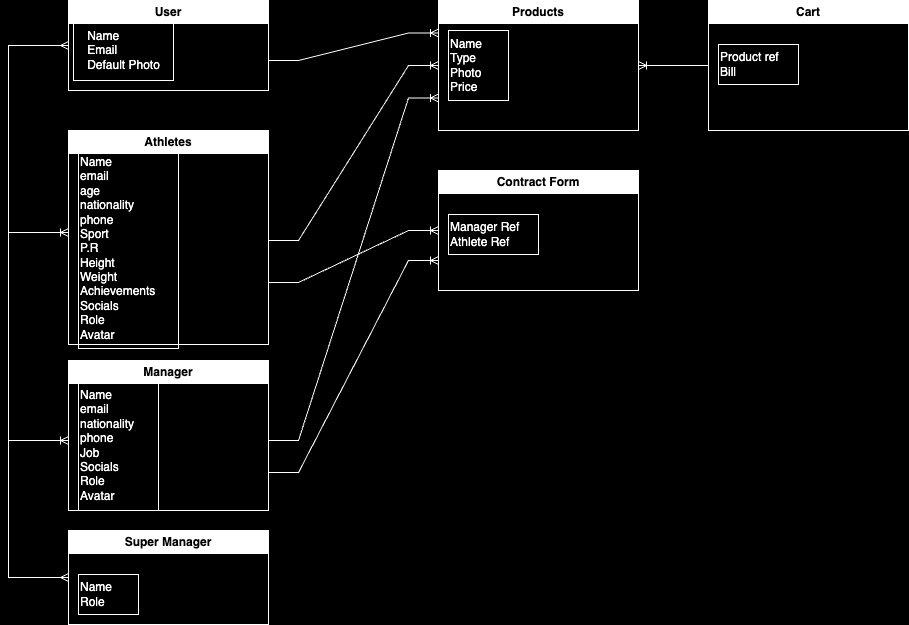 User
Name
Email
Default Photo
Athletes
Name
email
age
nationality
phone
Sport
P.R
Height
Weight
Achievements
Socials
Role
Avatar
Manager
Name
email
nationality
phone
Job
Socials
Role
Avatar
Super Manager
Name
Role
Products
Name
Type
Photo
Price
Contract Form
Manager Ref
Athlete Ref
Cart
Product ref
Bill